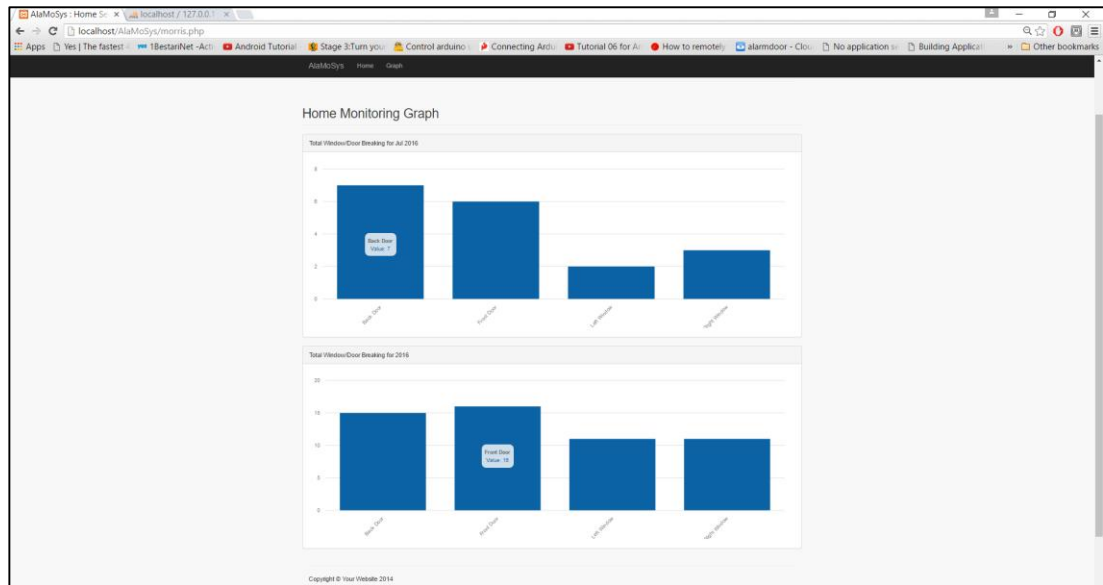 AlaMoSys : Home Se
localhost / 127.0.0.1
localhost/AlaMoSys/morris.php
Apps Yes | The fastest 1BestariNet -Acti Android Tutorial Stage 3:Turn your Control arduino Connecting Ardu Tutorial 06 for Ar How to remotely alarmdoor - Clou No application se Building Applicati » Other bookmarks
AlaMoSys Home Graph
Home Monitoring Graph
Total Window/Door Breaking for Jul 2016
8
6
4
2
0
Back Door
Value: 7
Back Door Front Door Left Window Right Window
Total Window/Door Breaking for 2016
20
15
10
5
0
Front Door
Value: 16
Back Door Front Door Left Window Right Window
Copyright © Your Website 2014